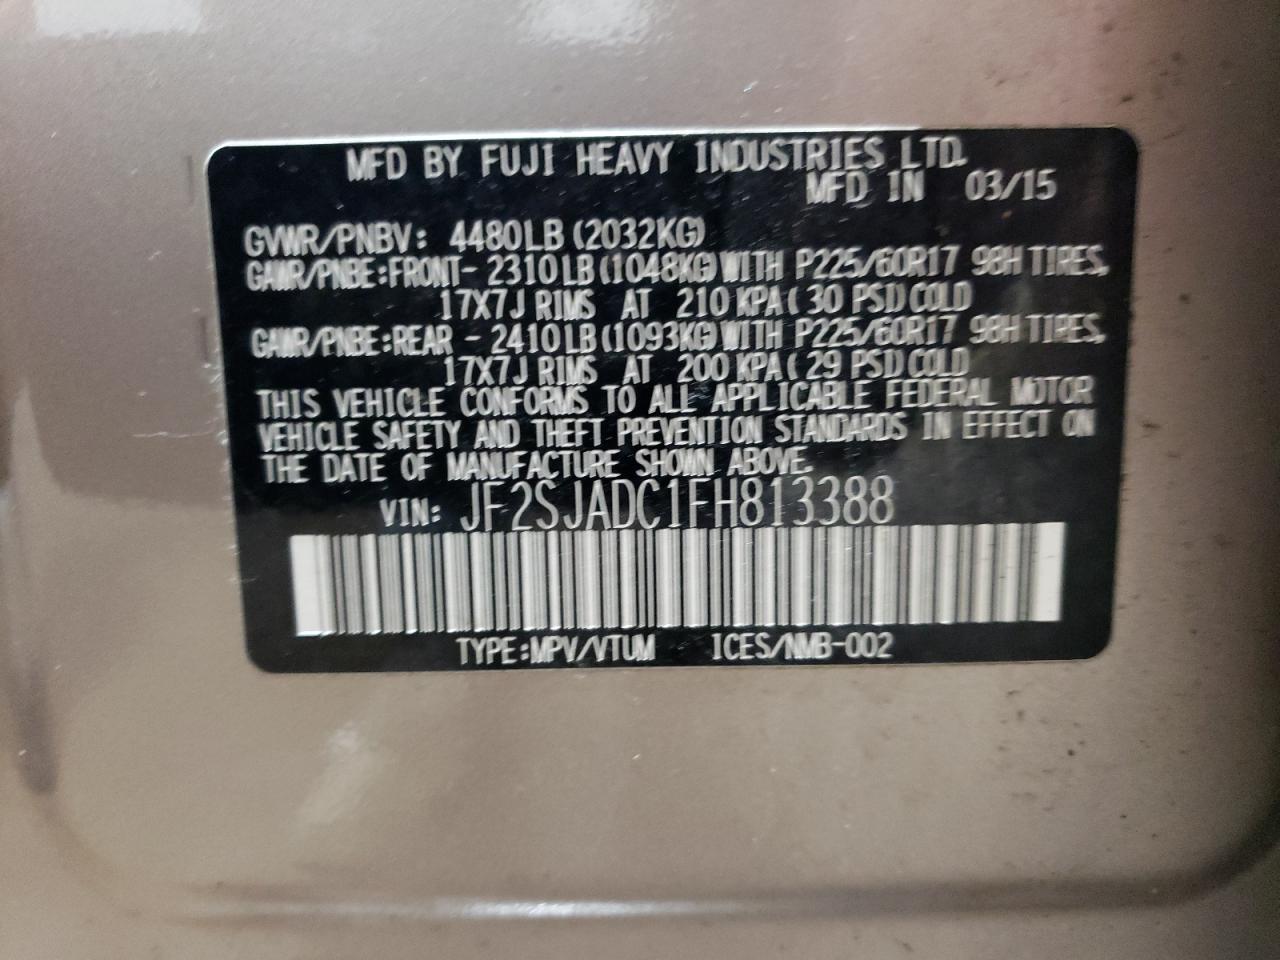 MFD BY FUJI HEAVY INDUSTRIES LTD.
MFD IN 03/15
GVWR/PNBV: 4480LB (2032KG)
GAWR/PNBE:FRONT- 2310LB(1048KG)WITH P225/60R17 98H TIRES,
17X7J RIMS AT 210 KPA( 30 PSI) COLD
GAWR/PNBE:REAR - 2410LB(1093KG)WITH P225/60R17 98H TIRES,
17X7J RIMS AT 200 KPA( 29 PSI) COLD
THIS VEHICLE CONFORMS TO ALL APPLICABLE FEDERAL MOTOR
VEHICLE SAFETY AND THEFT PREVENTION STANDARDS IN EFFECT ON
THE DATE OF MANUFACTURE SHOWN ABOVE.
VIN: JF2SJADC1FH813388
TYPE:MPV/VTUM ICES/NMB-002